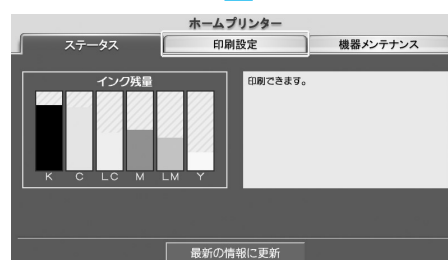 ホームプリンター
ステータス 印刷設定 機器メンテナンス
インク残量
印刷できます。
K C LC M LM Y
最新の情報に更新